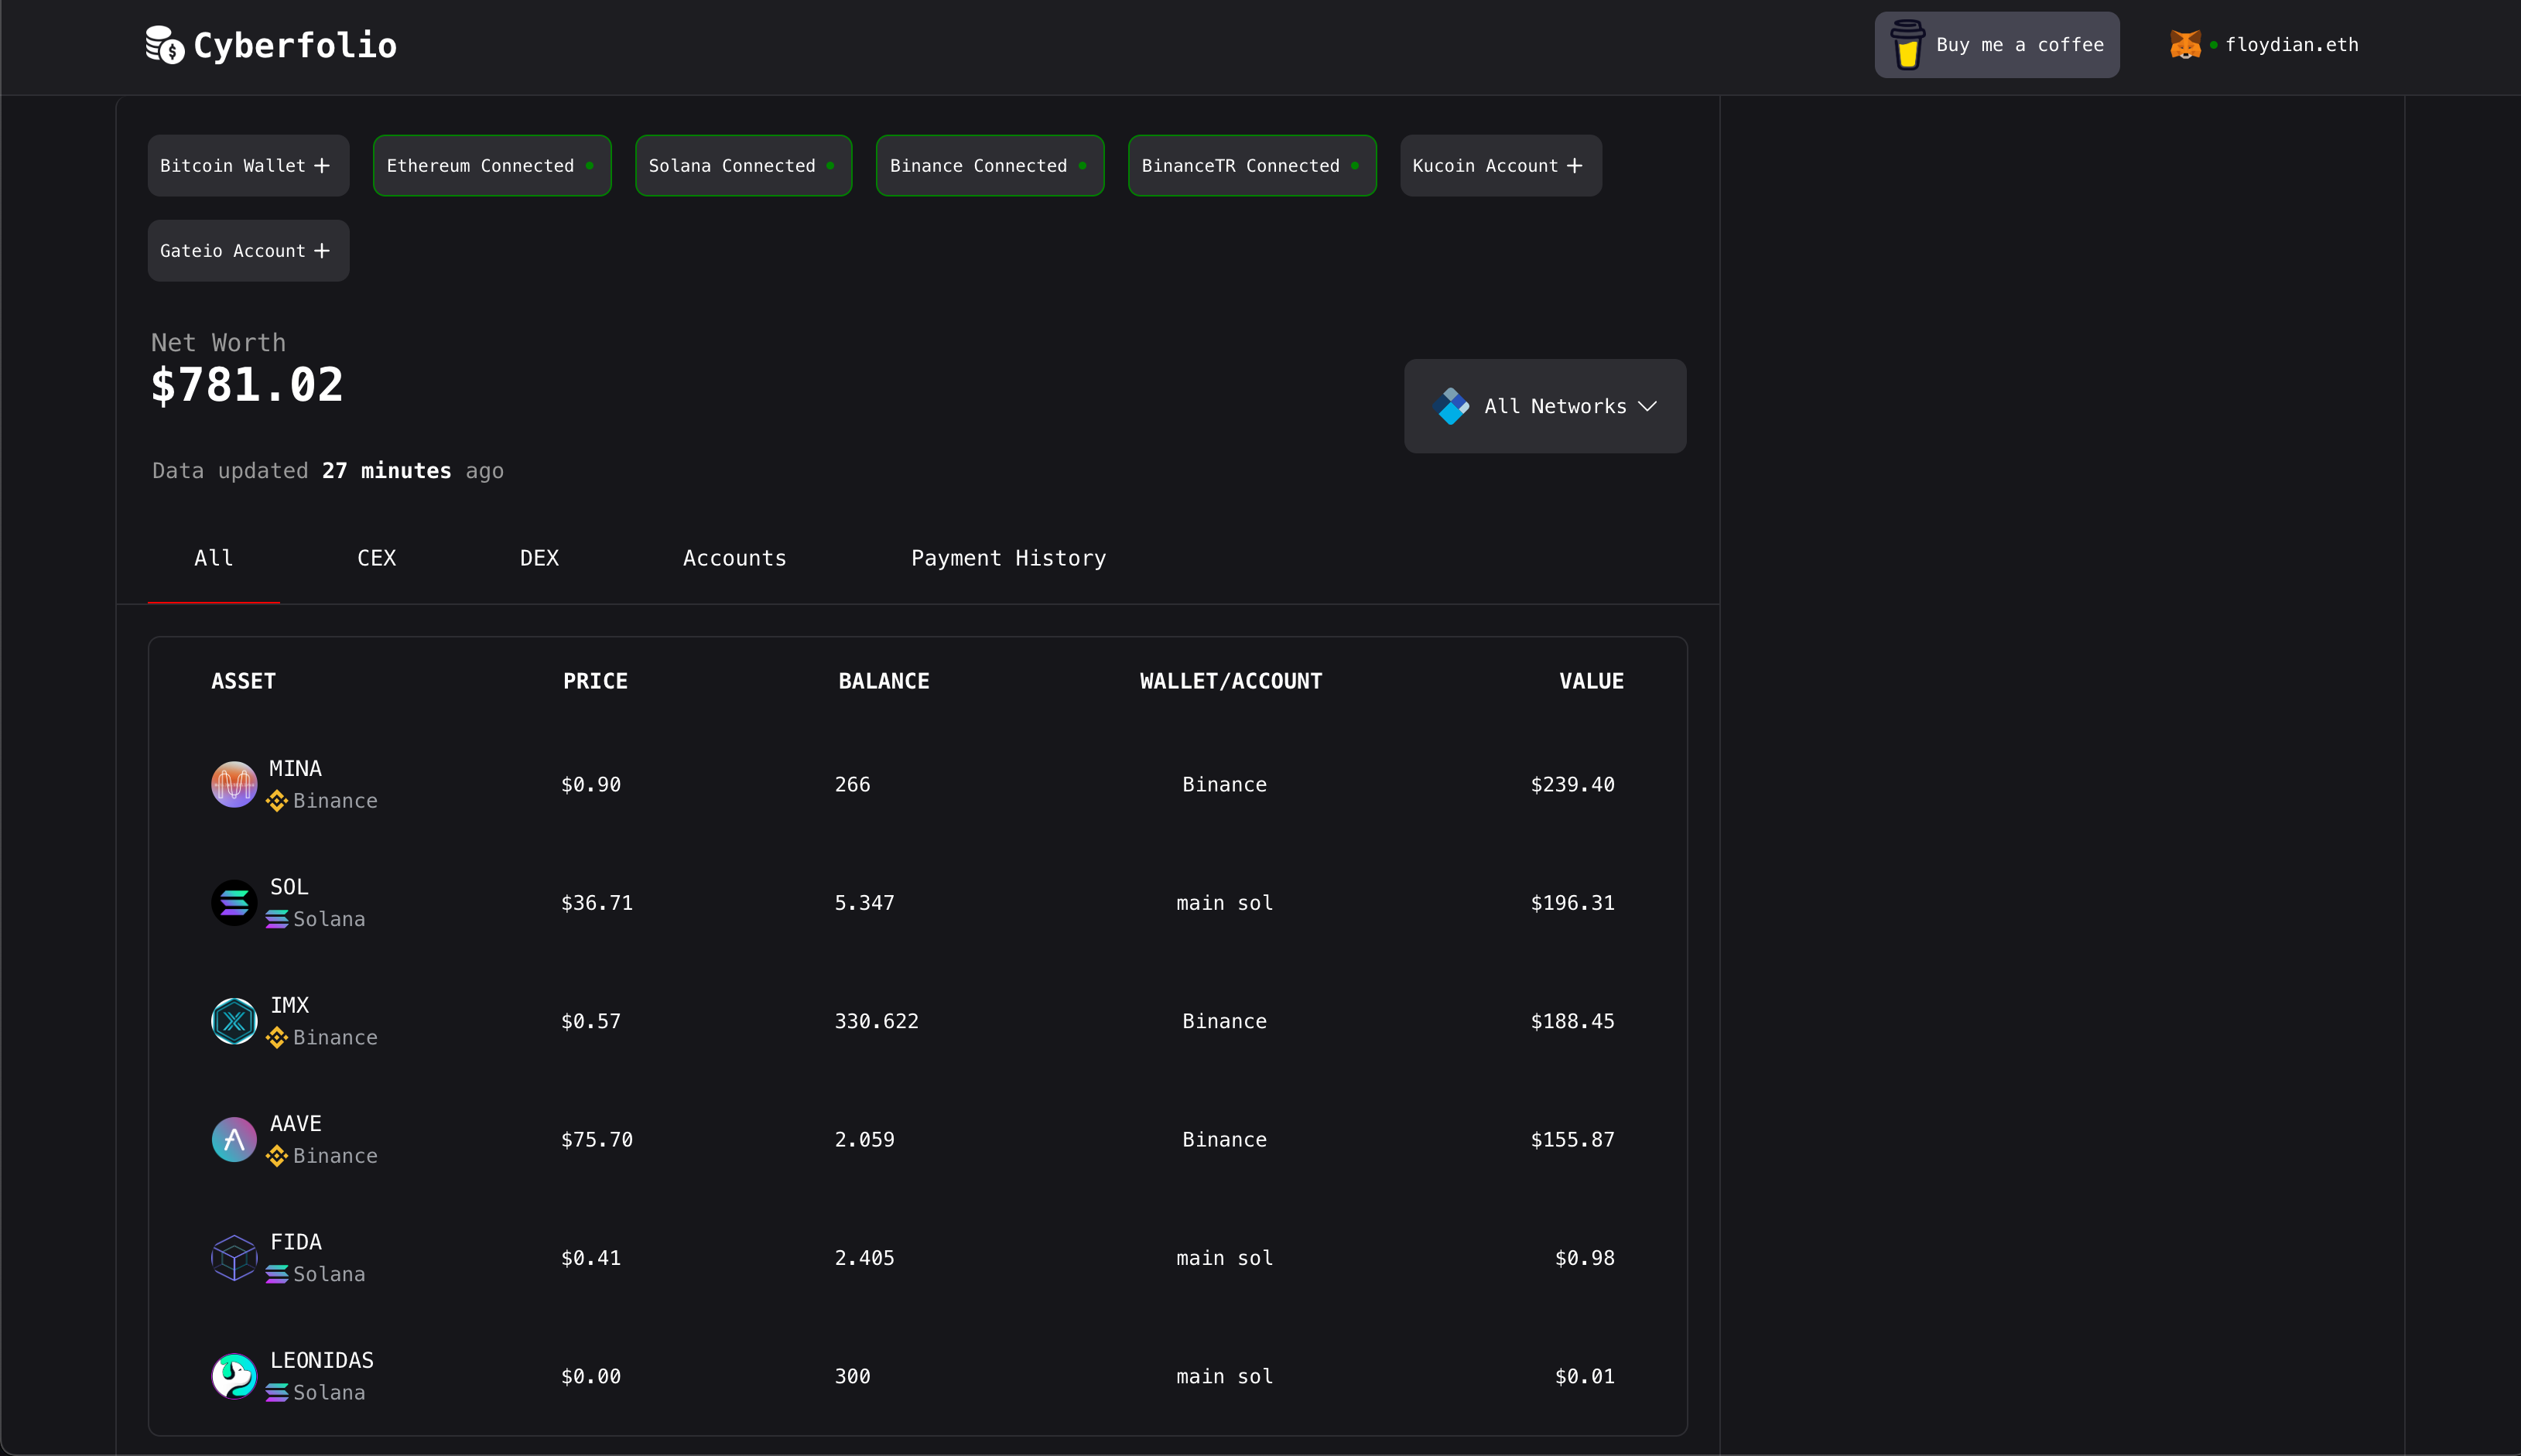 Cyberfolio
Buy me a coffee
floydian.eth
Bitcoin Wallet +
Ethereum Connected
Solana Connected
Binance Connected
BinanceTR Connected
Kucoin Account +
Gateio Account +
Net Worth
$781.02
All Networks
Data updated 27 minutes ago
All CEX DEX Accounts Payment History
ASSET PRICE BALANCE WALLET/ACCOUNT VALUE
MINA
Binance
$0.90 266 Binance $239.40
SOL
Solana
$36.71 5.347 main sol $196.31
IMX
Binance
$0.57 330.622 Binance $188.45
AAVE
Binance
$75.70 2.059 Binance $155.87
FIDA
Solana
$0.41 2.405 main sol $0.98
LEONIDAS
Solana
$0.00 300 main sol $0.01